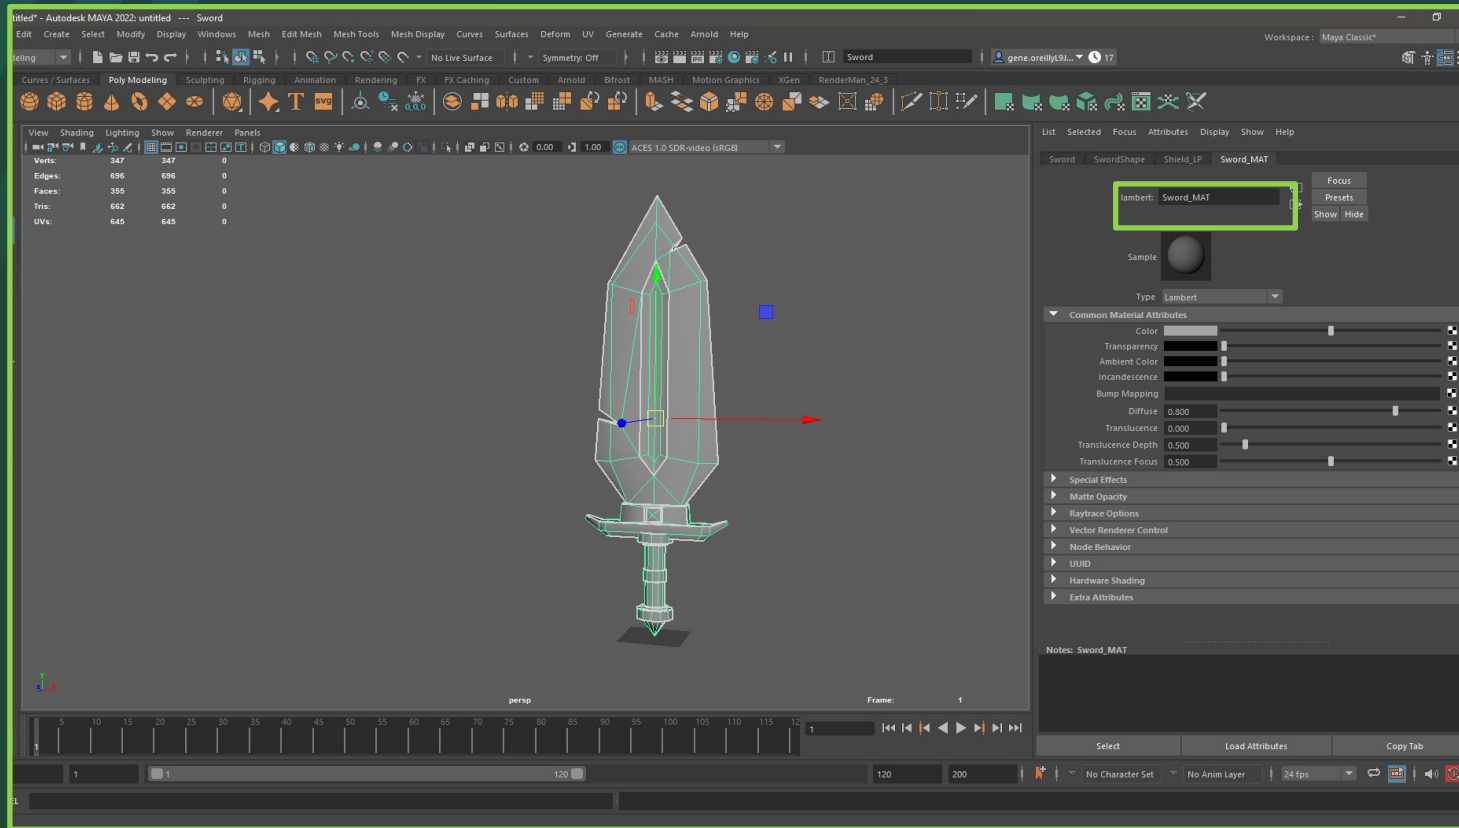 titled* - Autodesk MAYA 2022: untitled --- Sword
Edit Create Select Modify Display Windows Mesh Edit Mesh Mesh Tools Mesh Display Curves Surfaces Deform UV Generate Cache Arnold Help
Workspace : Maya Classic*
deling No Live Surface Symmetry: Off Sword gene.oreillyL9J... 17
Curves / Surfaces Poly Modeling Sculpting Rigging Animation Rendering FX FX Caching Custom Arnold Bifrost MASH Motion Graphics XGen RenderMan_24_3
T svg 0,0,0
View Shading Lighting Show Renderer Panels
0.00 1.00 ACES 1.0 SDR-video (sRGB)
Verts: 347 347 0
Edges: 696 696 0
Faces: 355 355 0
Tris: 662 662 0
UVs: 645 645 0
persp
Frame: 1
List Selected Focus Attributes Display Show Help
Sword SwordShape Shield_LP Sword_MAT
lambert: Sword_MAT
Focus
Presets
Show Hide
Sample
Type Lambert
Common Material Attributes
Color
Transparency
Ambient Color
Incandescence
Bump Mapping
Diffuse 0.800
Translucence 0.000
Translucence Depth 0.500
Translucence Focus 0.500
Special Effects
Matte Opacity
Raytrace Options
Vector Renderer Control
Node Behavior
UUID
Hardware Shading
Extra Attributes
Notes: Sword_MAT
Select Load Attributes Copy Tab
5 10 15 20 25 30 35 40 45 50 55 60 65 70 75 80 85 90 95 100 105 110 115 12
1
1
1 1 120 120 200 No Character Set No Anim Layer 24 fps
EL